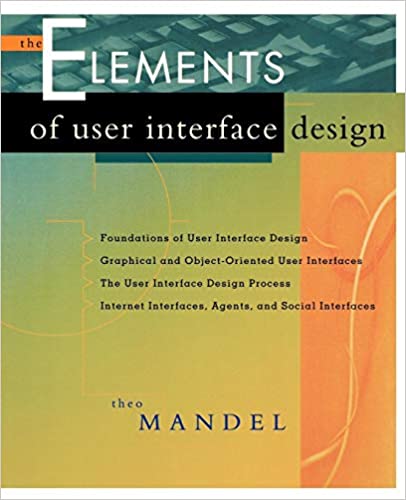 the ELEMENTS
of user interface design
Foundations of User Interface Design
Graphical and Object-Oriented User Interfaces
The User Interface Design Process
Internet Interfaces, Agents, and Social Interfaces
theo
MANDEL